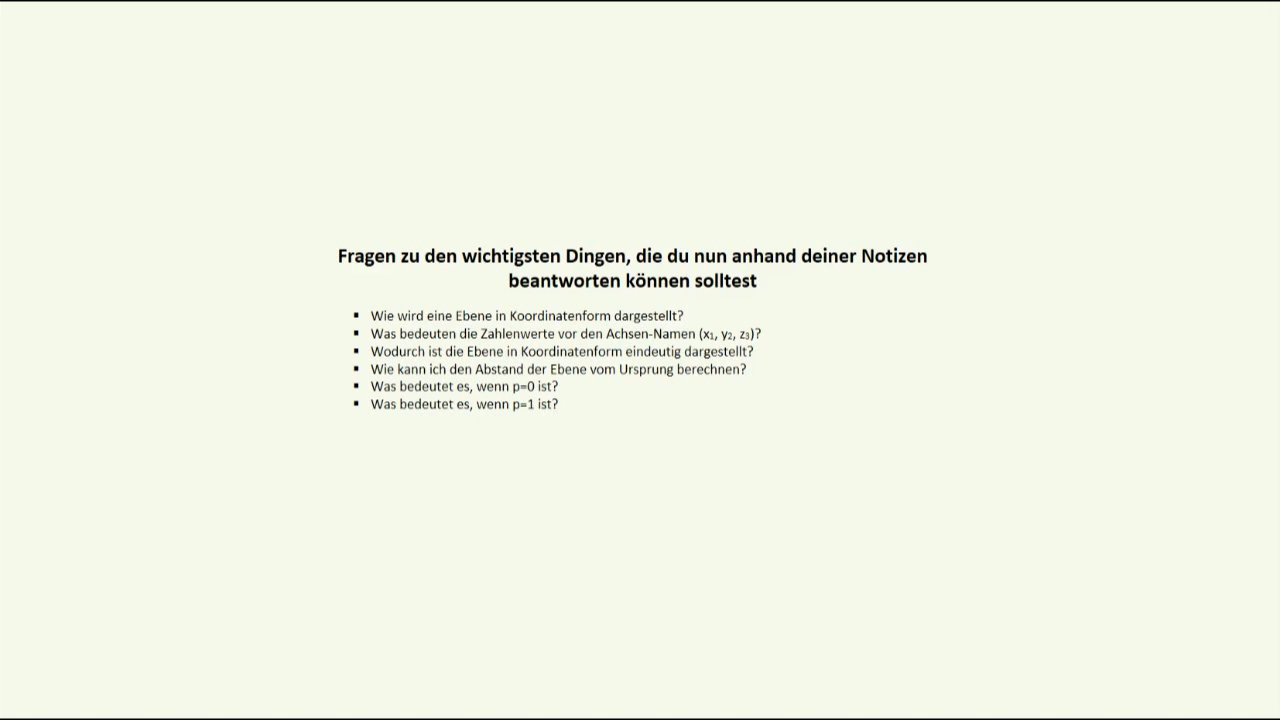 Fragen zu den wichtigsten Dingen, die du nun anhand deiner Notizen
beantworten können solltest
▪ Wie wird eine Ebene in Koordinatenform dargestellt?
▪ Was bedeuten die Zahlenwerte vor den Achsen-Namen (x₁, y₂, z₃)?
▪ Wodurch ist die Ebene in Koordinatenform eindeutig dargestellt?
▪ Wie kann ich den Abstand der Ebene vom Ursprung berechnen?
▪ Was bedeutet es, wenn p=0 ist?
▪ Was bedeutet es, wenn p=1 ist?